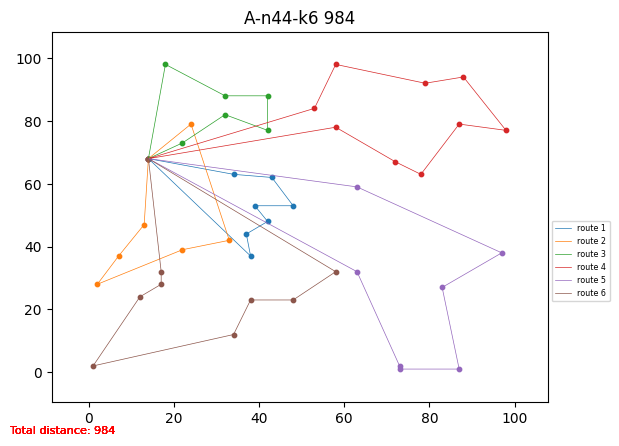 A-n44-k6 984
100
80
60
40
20
0
0 20 40 60 80 100
route 1
route 2
route 3
route 4
route 5
route 6
Total distance: 984